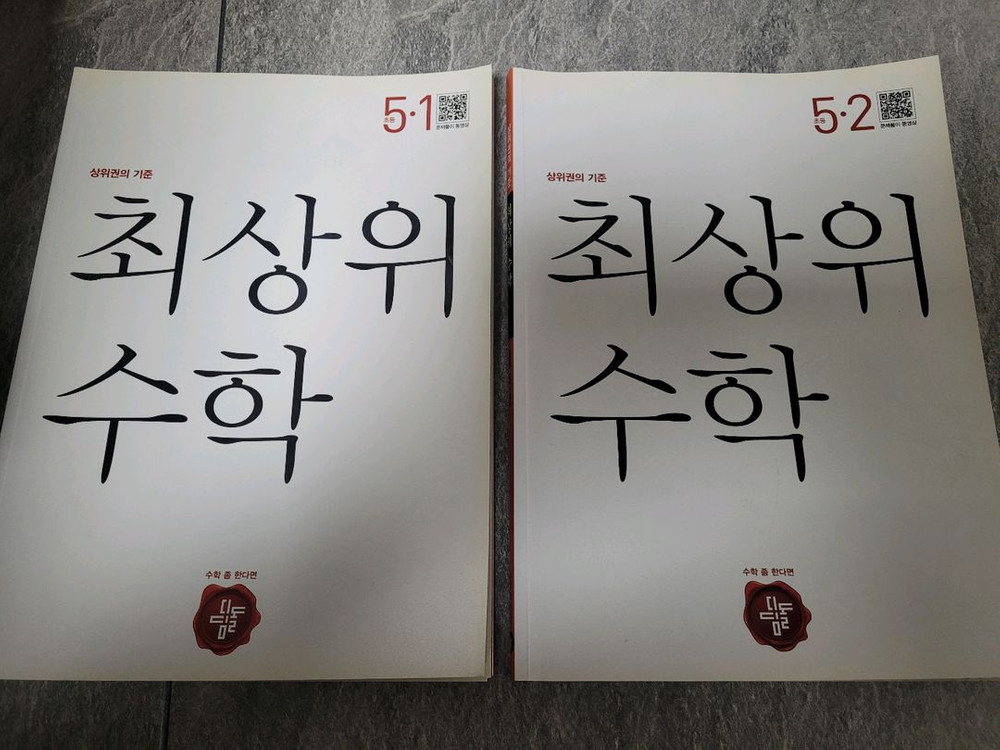 초등 5·1
문제풀이 동영상
상위권의 기준
최상위
수학
수학 좀 한다면
디딤돌
초등 5·2
문제풀이 동영상
상위권의 기준
최상위
수학
수학 좀 한다면
디딤돌